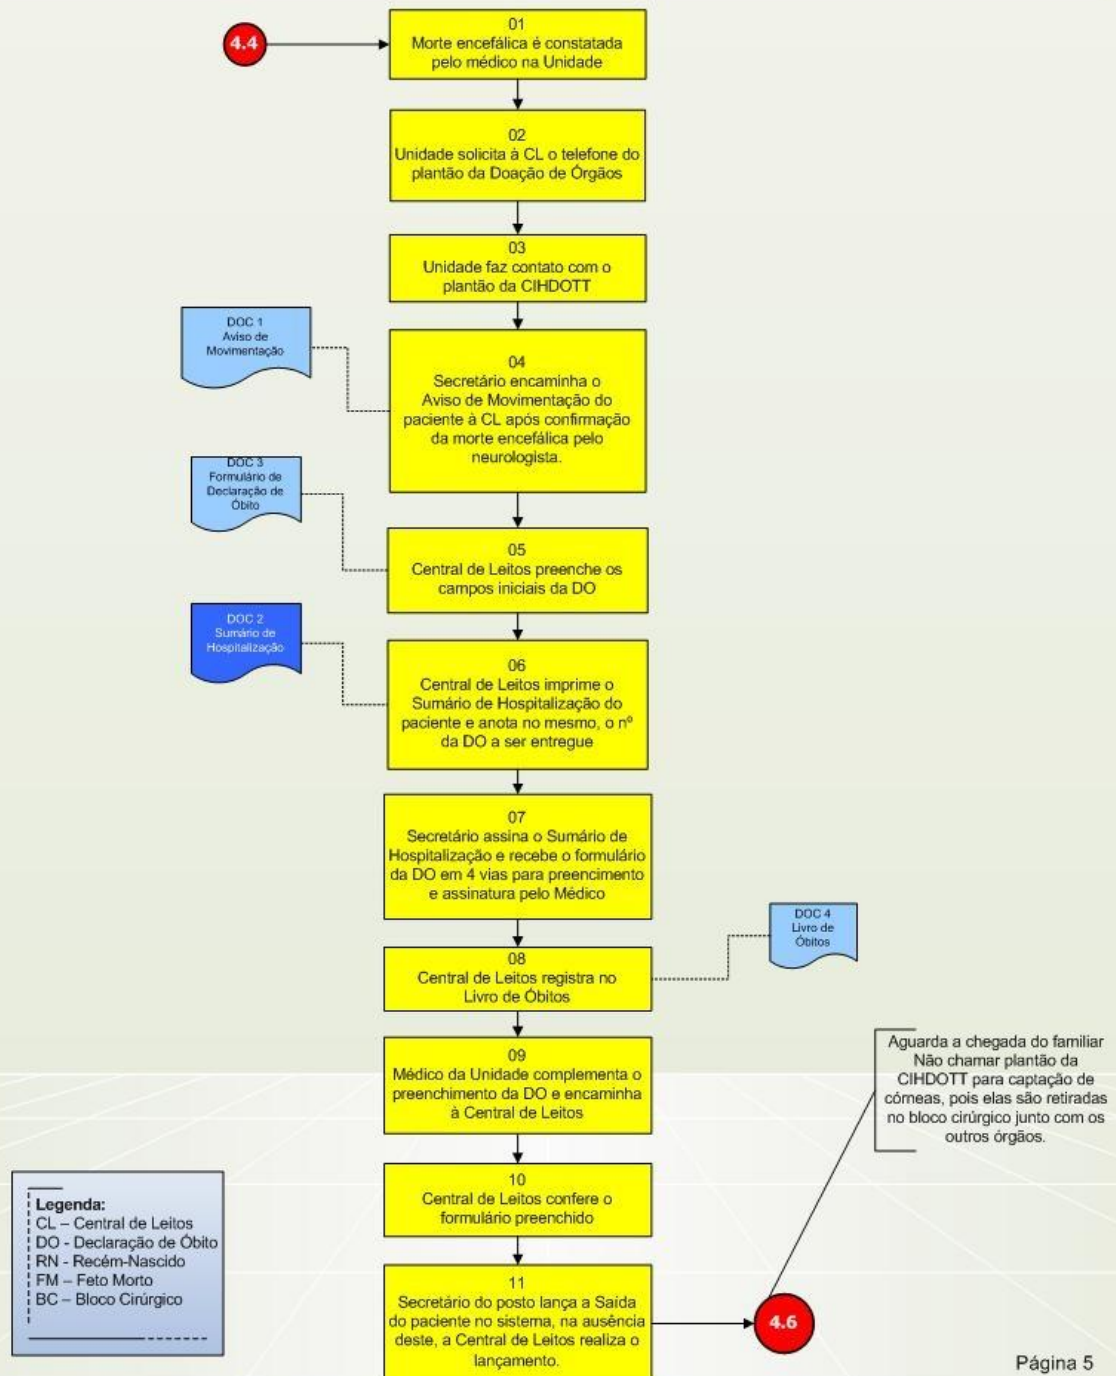 4.4
01
Morte encefálica é constatada
pelo médico na Unidade
02
Unidade solicita à CL o telefone do
plantão da Doação de Órgãos
03
Unidade faz contato com o
plantão da CIHDOTT
DOC 1
Aviso de
Movimentação
04
Secretário encaminha o
Aviso de Movimentação do
paciente à CL após confirmação
da morte encefálica pelo
neurologista.
DOC 3
Formulário de
Declaração de
Óbito
05
Central de Leitos preenche os
campos iniciais da DO
DOC 2
Sumário de
Hospitalização
06
Central de Leitos imprime o
Sumário de Hospitalização do
paciente e anota no mesmo, o nº
da DO a ser entregue
07
Secretário assina o Sumário de
Hospitalização e recebe o formulário
da DO em 4 vias para preencimento
e assinatura pelo Médico
DOC 4
Livro de
Óbitos
08
Central de Leitos registra no
Livro de Óbitos
09
Médico da Unidade complementa o
preenchimento da DO e encaminha
à Central de Leitos
Aguarda a chegada do familiar
Não chamar plantão da
CIHDOTT para captação de
córneas, pois elas são retiradas
no bloco cirúrgico junto com os
outros órgãos.
10
Central de Leitos confere o
formulário preenchido
Legenda:
CL – Central de Leitos
DO - Declaração de Óbito
RN - Recém-Nascido
FM – Feto Morto
BC – Bloco Cirúrgico
11
Secretário do posto lança a Saída
do paciente no sistema, na ausência
deste, a Central de Leitos realiza o
lançamento.
4.6
Página 5